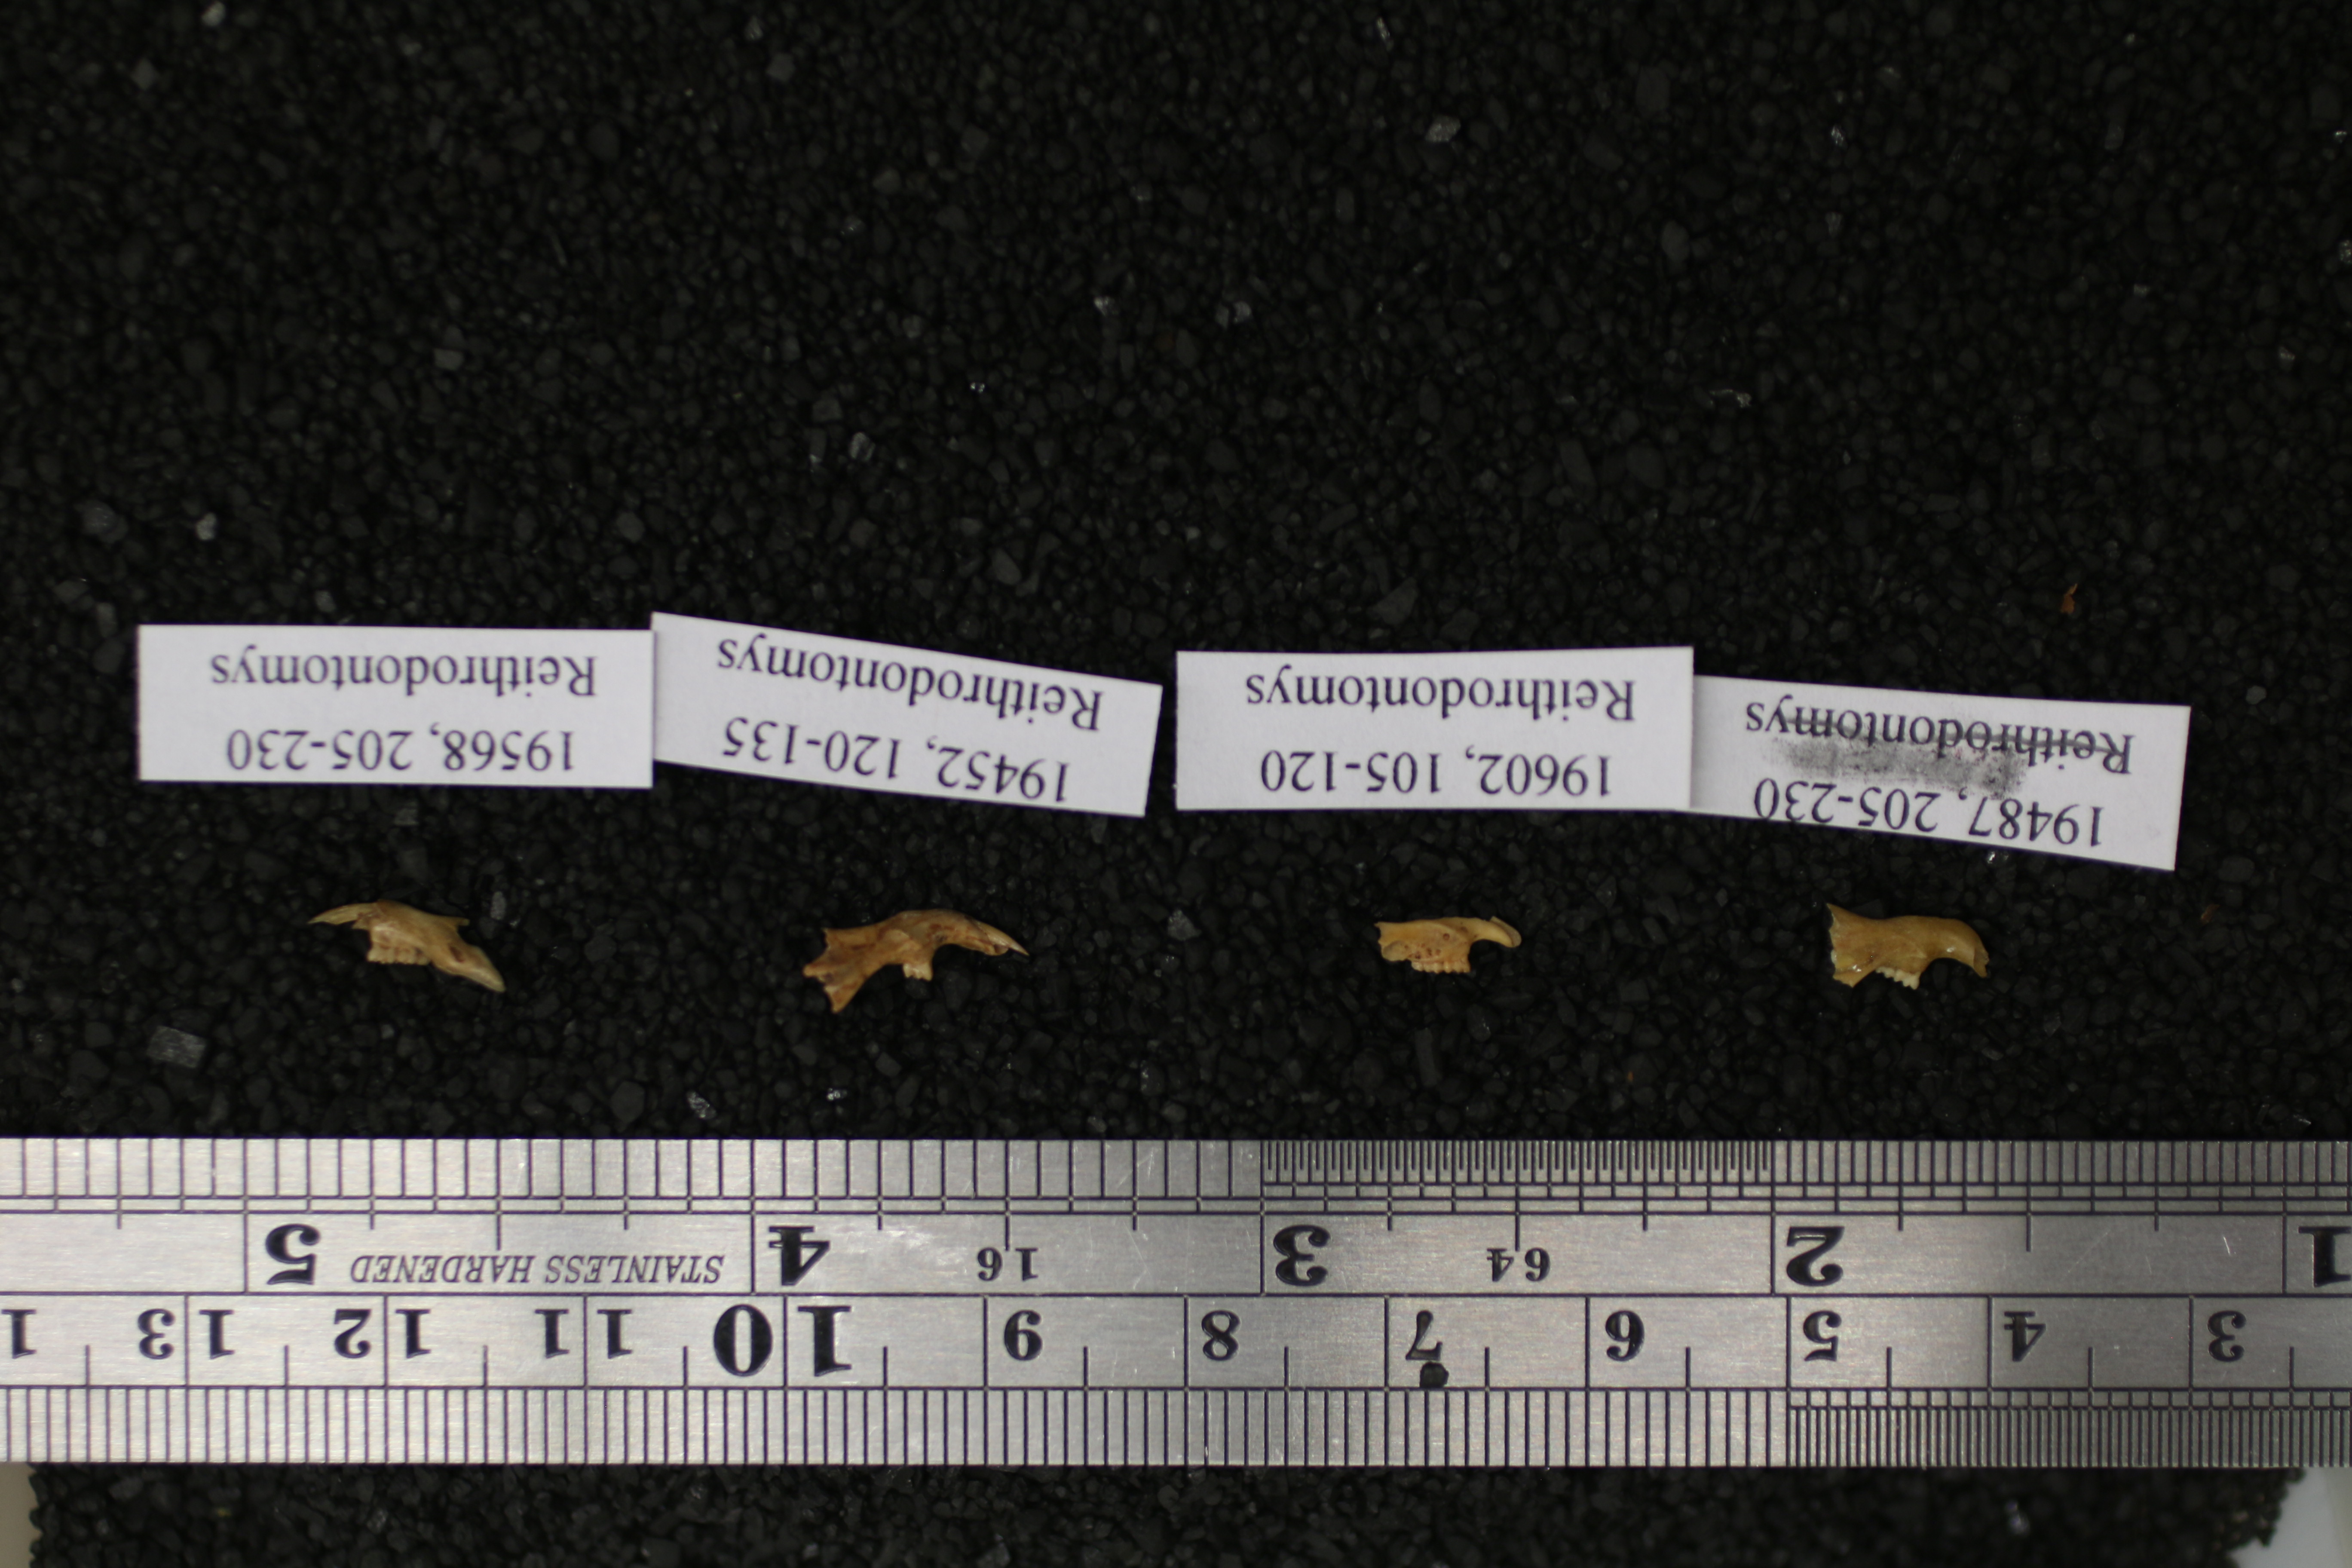 3 4 5 6 7 8 9 10 11 12 13 1
1 2 64 3 16 4 STAINLESS HARDENED 5
19487, 205-230
Reithrodontomys
19602, 105-120
Reithrodontomys
19452, 120-135
Reithrodontomys
19568, 205-230
Reithrodontomys